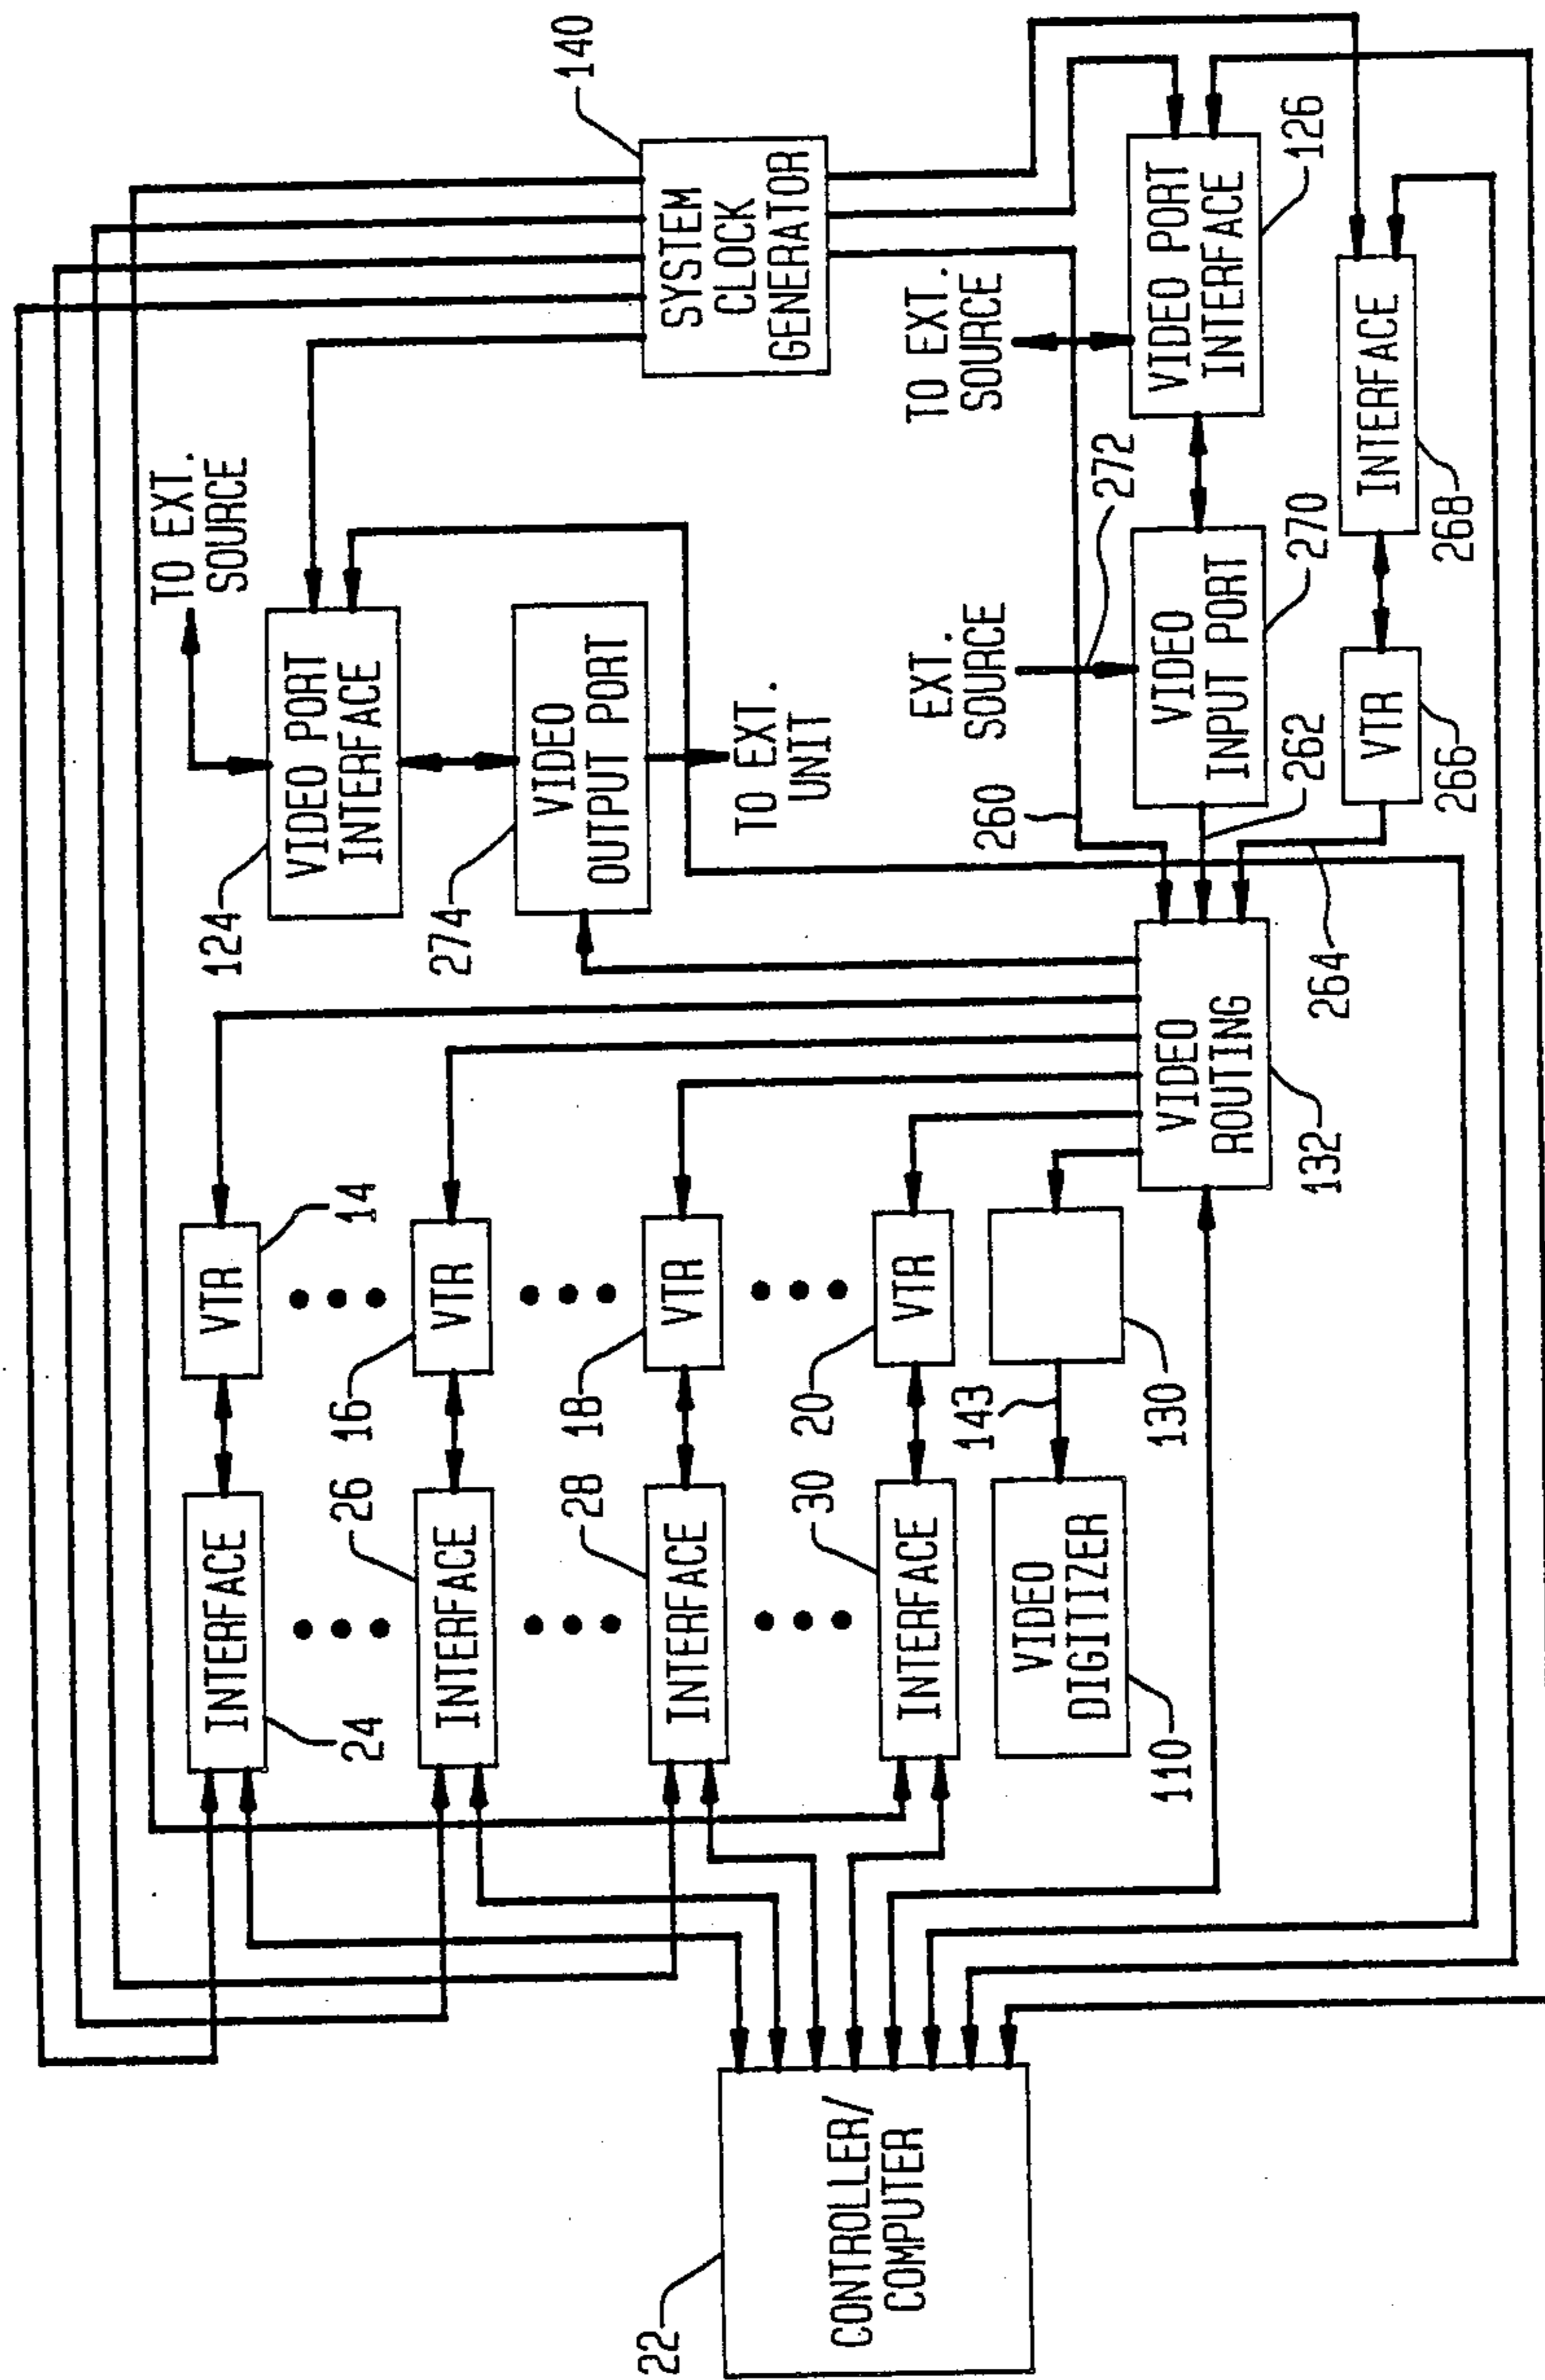 TO EXT.
SOURCE
140
124
VIDEO PORT
INTERFACE
SYSTEM
CLOCK
GENERATOR
274
VIDEO
OUTPUT PORT
TO EXT.
UNIT
TO EXT.
SOURCE
EXT.
SOURCE
260
272
VIDEO
INPUT PORT
VIDEO PORT
INTERFACE
126
262
270
264
VTR
266
INTERFACE
268
INTERFACE
24
VTR
14
26
INTERFACE
16
VTR
28
INTERFACE
18
VTR
30
INTERFACE
20
VTR
143
VIDEO
DIGITIZER
110
130
VIDEO
ROUTING
132
22
CONTROLLER/
COMPUTER